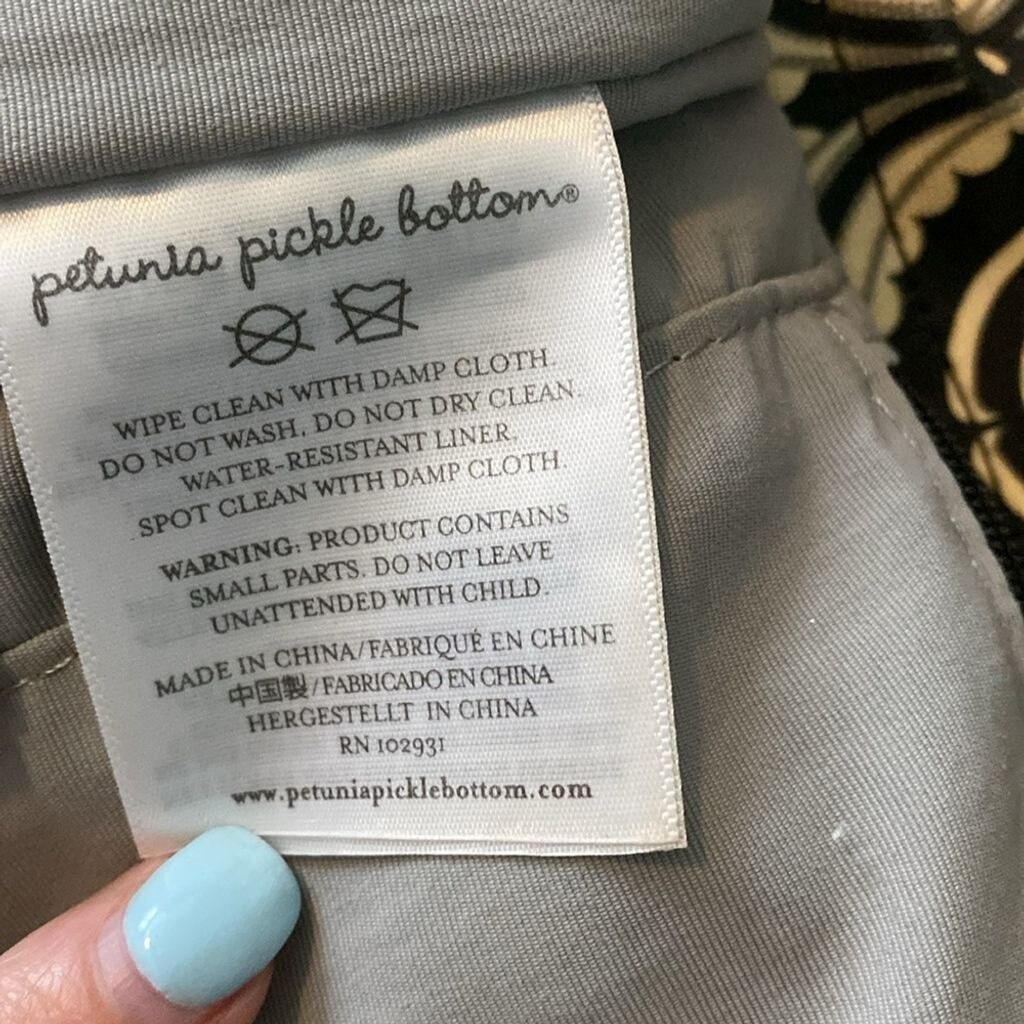 petunia pickle bottom®
WIPE CLEAN WITH DAMP CLOTH.
DO NOT WASH. DO NOT DRY CLEAN.
WATER-RESISTANT LINER.
SPOT CLEAN WITH DAMP CLOTH.
WARNING: PRODUCT CONTAINS
SMALL PARTS. DO NOT LEAVE
UNATTENDED WITH CHILD.
MADE IN CHINA/FABRIQUÉ EN CHINE
中国製/FABRICADO EN CHINA
HERGESTELLT IN CHINA
RN 102931
www.petuniapicklebottom.com